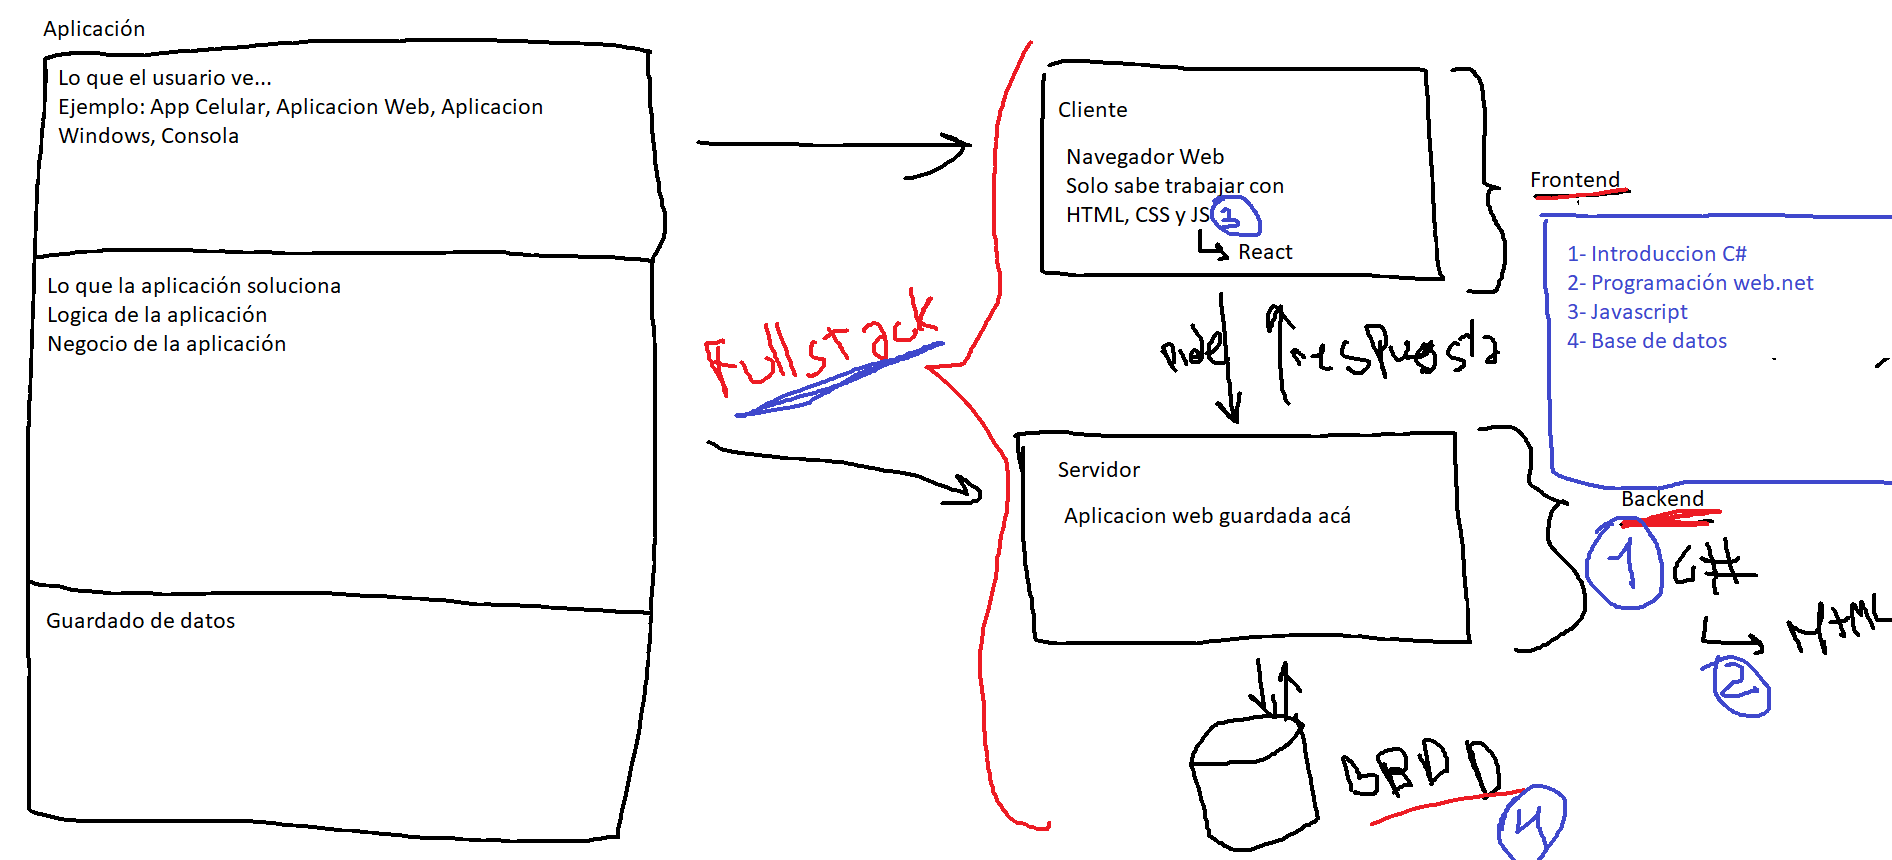 Aplicación
Lo que el usuario ve...
Ejemplo: App Celular, Aplicacion Web, Aplicacion
Windows, Consola
Lo que la aplicación soluciona
Logica de la aplicación
Negocio de la aplicación
Guardado de datos
Fullstack
Cliente
Navegador Web
Solo sabe trabajar con
HTML, CSS y JS 3
React
pide respuesta
Servidor
Aplicacion web guardada acá
BBDD
4
Frontend
1- Introduccion C#
2- Programación web.net
3- Javascript
4- Base de datos
Backend
1 C#
HTML
2